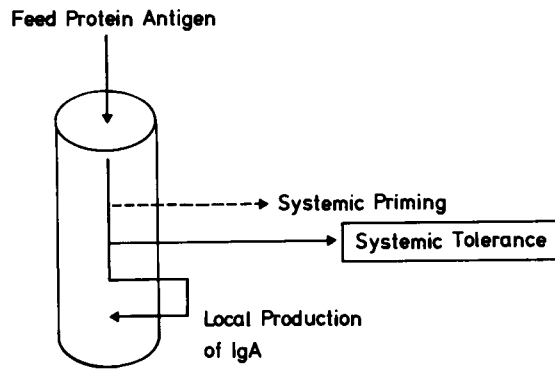 Feed Protein Antigen
Systemic Priming
Systemic Tolerance
Local Production
of IgA